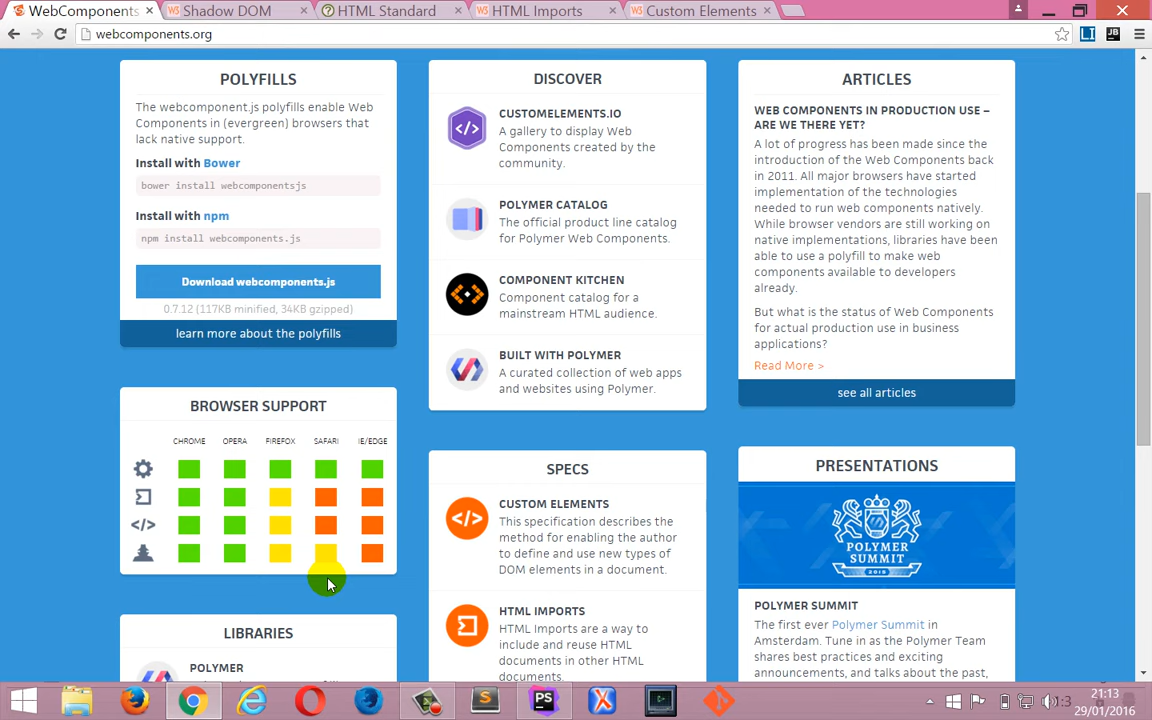 WebComponents
Shadow DOM
HTML Standard
HTML Imports
Custom Elements
webcomponents.org
LI
JB
POLYFILLS
The webcomponent.js polyfills enable Web
Components in (evergreen) browsers that
lack native support.
Install with Bower
bower install webcomponentsjs
Install with npm
npm install webcomponents.js
Download webcomponents.js
0.7.12 (117KB minified, 34KB gzipped)
learn more about the polyfills
BROWSER SUPPORT
CHROME OPERA FIREFOX SAFARI IE/EDGE
LIBRARIES
POLYMER
DISCOVER
CUSTOMELEMENTS.IO
A gallery to display Web
Components created by the
community.
POLYMER CATALOG
The official product line catalog
for Polymer Web Components.
COMPONENT KITCHEN
Component catalog for a
mainstream HTML audience.
BUILT WITH POLYMER
A curated collection of web apps
and websites using Polymer.
SPECS
CUSTOM ELEMENTS
This specification describes the
method for enabling the author
to define and use new types of
DOM elements in a document.
HTML IMPORTS
HTML Imports are a way to
include and reuse HTML
documents in other HTML
documents.
ARTICLES
WEB COMPONENTS IN PRODUCTION USE –
ARE WE THERE YET?
A lot of progress has been made since the
introduction of the Web Components back
in 2011. All major browsers have started
implementation of the technologies
needed to run web components natively.
While browser vendors are still working on
native implementations, libraries have been
able to use a polyfill to make web
components available to developers
already.
But what is the status of Web Components
for actual production use in business
applications?
Read More >
see all articles
PRESENTATIONS
POLYMER
SUMMIT
2015
POLYMER SUMMIT
The first ever Polymer Summit in
Amsterdam. Tune in as the Polymer Team
shares best practices and exciting
announcements, and talks about the past,
PS
21:13
29/01/2016